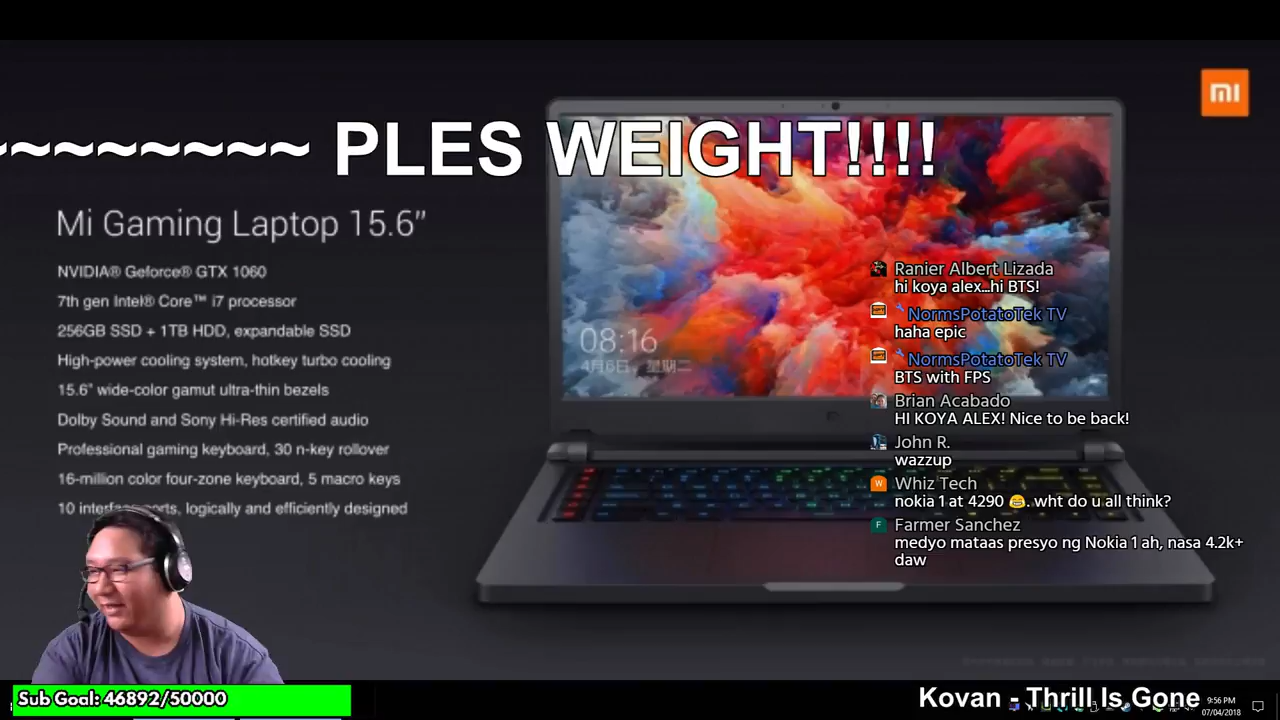 mi
~~~~~~~~~ PLES WEIGHT!!!!
Mi Gaming Laptop 15.6"
NVIDIA® Geforce® GTX 1060
7th gen Intel® Core™ i7 processor
256GB SSD + 1TB HDD, expandable SSD
High-power cooling system, hotkey turbo cooling
15.6" wide-color gamut ultra-thin bezels
Dolby Sound and Sony Hi-Res certified audio
Professional gaming keyboard, 30 n-key rollover
16-million color four-zone keyboard, 5 macro keys
10 logically and efficiently designed
08:16
4月6日，星期二
Ranier Albert Lizada
hi koya alex...hi BTS!
NormsPotatoTek TV
haha epic
NormsPotatoTek TV
BTS with FPS
Brian Acabado
HI KOYA ALEX! Nice to be back!
John R.
wazzup
W Whiz Tech
nokia 1 at 4290 😁. wht do u all think?
F Farmer Sanchez
medyo mataas presyo ng Nokia 1 ah, nasa 4.2k+
daw
Sub Goal: 46892/50000
Kovan - Thrill Is Gone
9:56 PM
07/04/2018